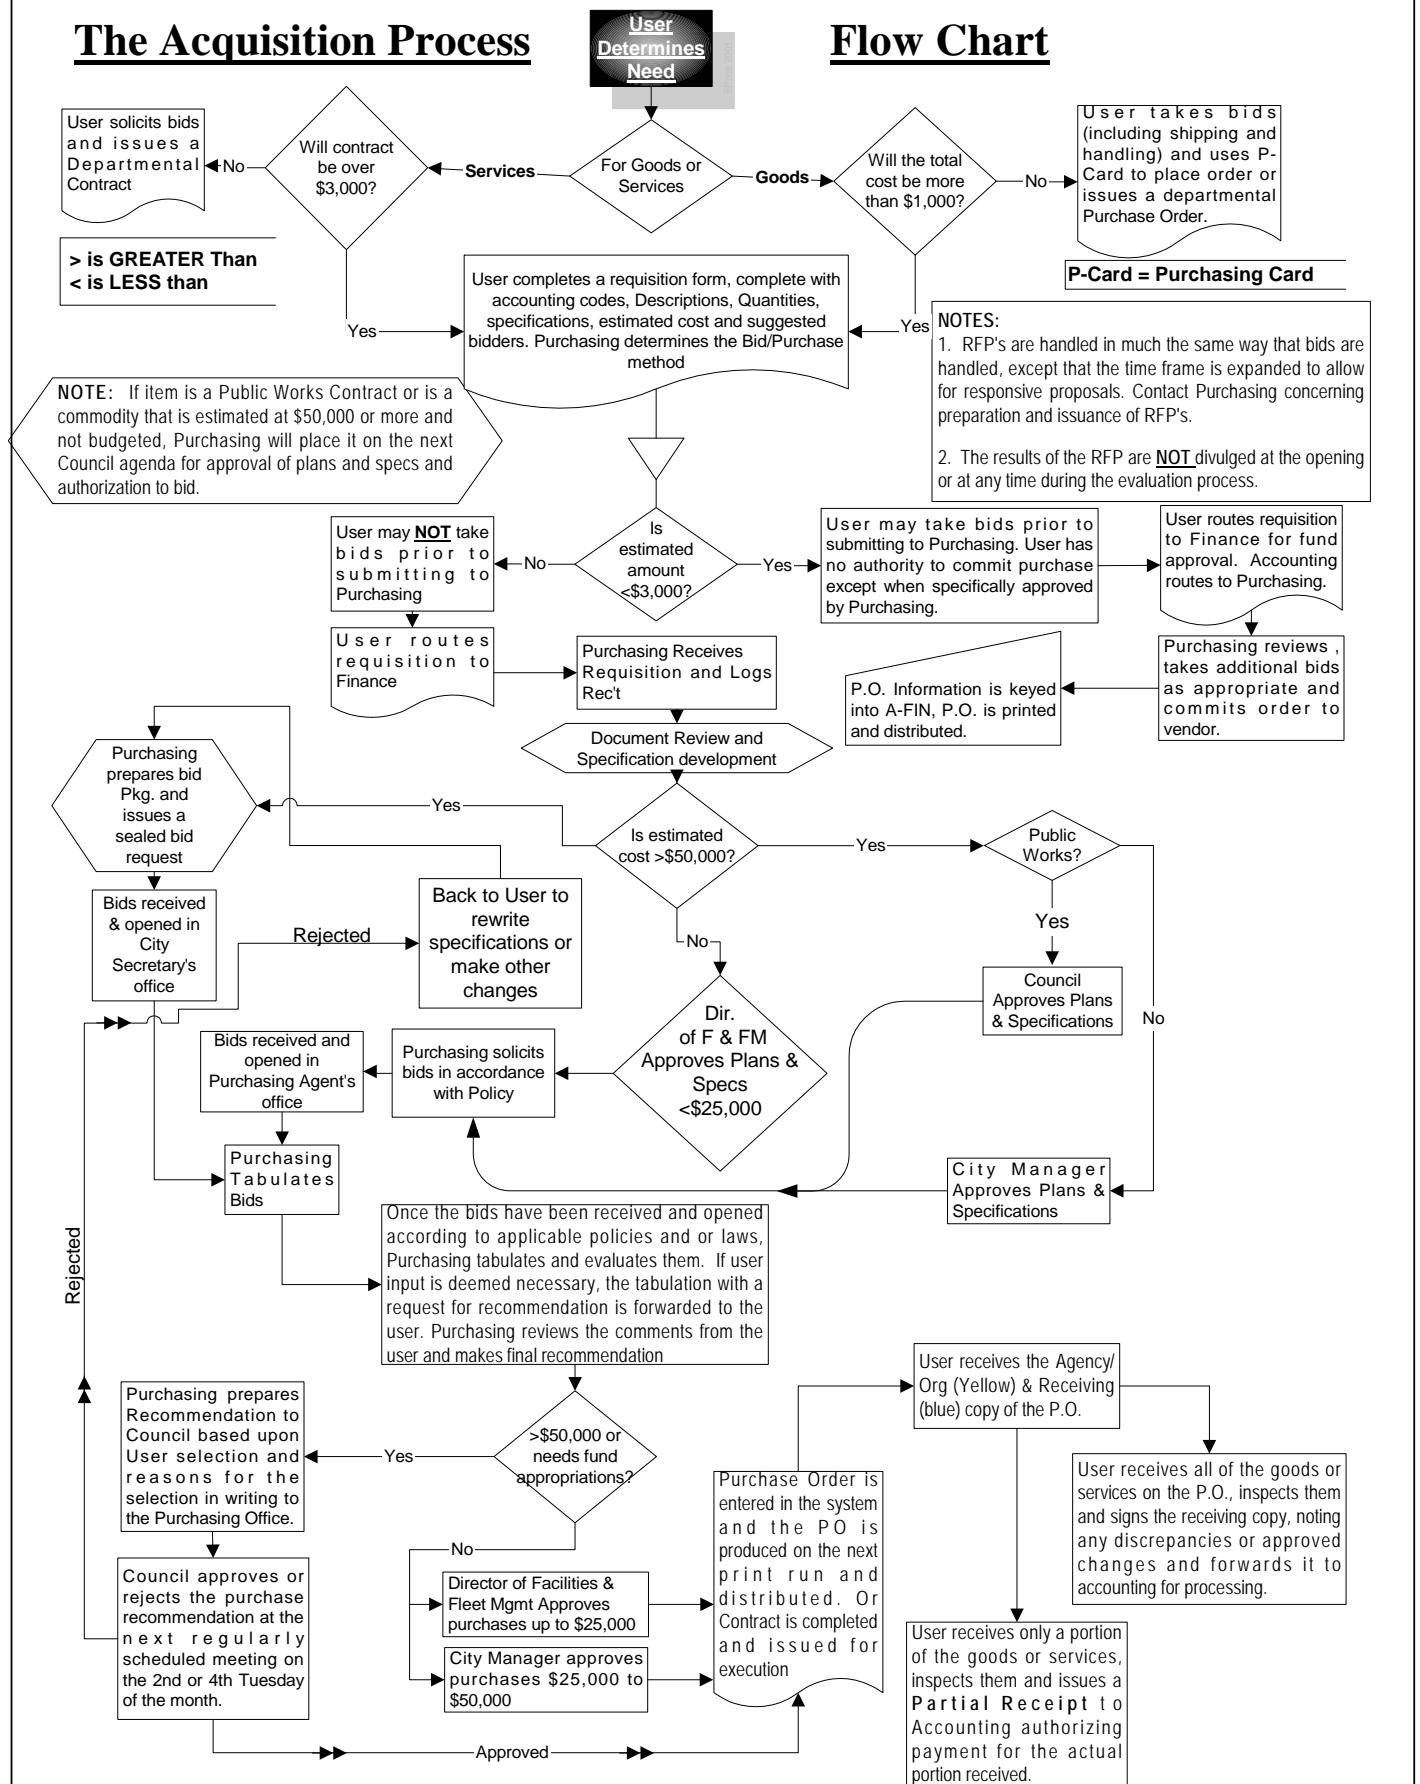 The Acquisition Process
User
Determines
Need
Flow Chart
User solicits bids
and issues a
Departmental
Contract
No
Will contract
be over
$3,000?
Services
For Goods or
Services
Goods
Will the total
cost be more
than $1,000?
No
User takes bids
(including shipping and
handling) and uses P-
Card to place order or
issues a departmental
Purchase Order.
> is GREATER Than
< is LESS than
P-Card = Purchasing Card
Yes
User completes a requisition form, complete with
accounting codes, Descriptions, Quantities,
specifications, estimated cost and suggested
bidders. Purchasing determines the Bid/Purchase
method
Yes
NOTES:
1. RFP's are handled in much the same way that bids are
handled, except that the time frame is expanded to allow
for responsive proposals. Contact Purchasing concerning
preparation and issuance of RFP's.
2. The results of the RFP are NOT divulged at the opening
or at any time during the evaluation process.
NOTE: If item is a Public Works Contract or is a
commodity that is estimated at $50,000 or more and
not budgeted, Purchasing will place it on the next
Council agenda for approval of plans and specs and
authorization to bid.
User may NOT take
bids prior to
submitting to
Purchasing
No
Is
estimated
amount
<$3,000?
Yes
User may take bids prior to
submitting to Purchasing. User has
no authority to commit purchase
except when specifically approved
by Purchasing.
User routes requisition
to Finance for fund
approval. Accounting
routes to Purchasing.
User routes
requisition to
Finance
Purchasing Receives
Requisition and Logs
Rec't
P.O. Information is keyed
into A-FIN, P.O. is printed
and distributed.
Purchasing reviews ,
takes additional bids
as appropriate and
commits order to
vendor.
Document Review and
Specification development
Purchasing
prepares bid
Pkg. and
issues a
sealed bid
request
Yes
Is estimated
cost >$50,000?
Yes
Public
Works?
Bids received
& opened in
City
Secretary's
office
Rejected
Back to User to
rewrite
specifications or
make other
changes
No
Yes
Council
Approves Plans
& Specifications
No
Dir.
of F & FM
Approves Plans &
Specs
<$25,000
Bids received and
opened in
Purchasing Agent's
office
Purchasing solicits
bids in accordance
with Policy
Purchasing
Tabulates
Bids
City Manager
Approves Plans &
Specifications
Rejected
Once the bids have been received and opened
according to applicable policies and or laws,
Purchasing tabulates and evaluates them. If user
input is deemed necessary, the tabulation with a
request for recommendation is forwarded to the
user. Purchasing reviews the comments from the
user and makes final recommendation
User receives the Agency/
Org (Yellow) & Receiving
(blue) copy of the P.O.
Purchasing prepares
Recommendation to
Council based upon
User selection and
reasons for the
selection in writing to
the Purchasing Office.
Yes
>$50,000 or
needs fund
appropriations?
No
Purchase Order is
entered in the system
and the PO is
produced on the next
print run and
distributed. Or
Contract is completed
and issued for
execution
User receives all of the goods or
services on the P.O., inspects them
and signs the receiving copy, noting
any discrepancies or approved
changes and forwards it to
accounting for processing.
Council approves or
rejects the purchase
recommendation at the
next regularly
scheduled meeting on
the 2nd or 4th Tuesday
of the month.
Director of Facilities &
Fleet Mgmt Approves
purchases up to $25,000
City Manager approves
purchases $25,000 to
$50,000
User receives only a portion
of the goods or services,
inspects them and issues a
Partial Receipt to
Accounting authorizing
payment for the actual
portion received.
Approved